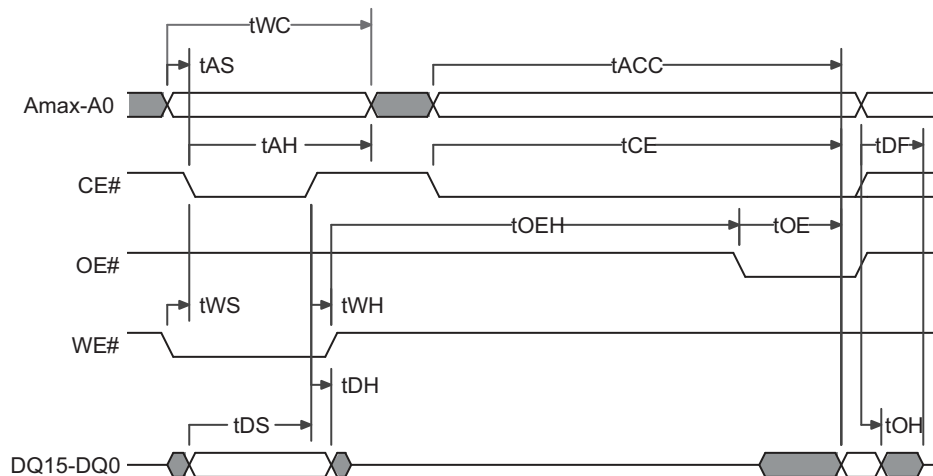 tWC
tAS
tACC
Amax-A0
tAH
tCE
tDF
CE#
tOEH
tOE
OE#
tWS
tWH
WE#
tDH
tDS
tOH
DQ15-DQ0